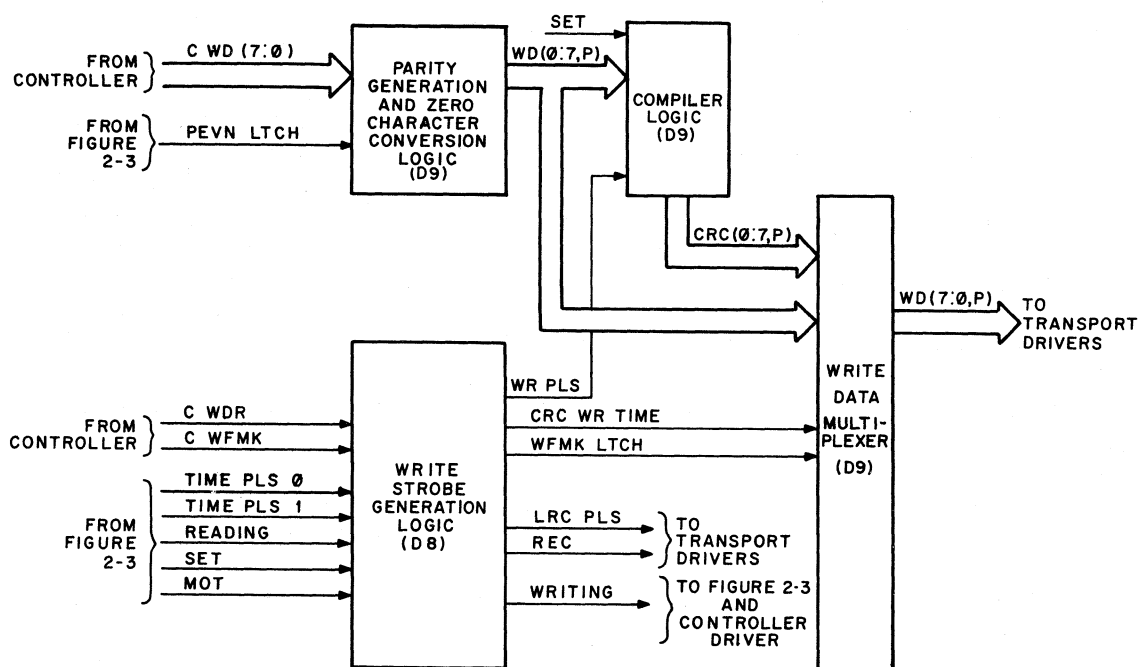 SET
C WD (7:0)
FROM
CONTROLLER
PARITY
GENERATION
AND ZERO
CHARACTER
CONVERSION
LOGIC
(D9)
WD(0:7,P)
COMPILER
LOGIC
(D9)
FROM
FIGURE
2-3
PEVN LTCH
CRC(0:7,P)
WD(7:0,P)
TO
TRANSPORT
DRIVERS
WRITE
DATA
MULTI-
PLEXER
(D9)
WR PLS
CRC WR TIME
WFMK LTCH
FROM
CONTROLLER
C WDR
C WFMK
WRITE
STROBE
GENERATION
LOGIC
(D8)
FROM
FIGURE
2-3
TIME PLS 0
TIME PLS 1
READING
SET
MOT
LRC PLS
REC
TO
TRANSPORT
DRIVERS
WRITING
TO FIGURE 2-3
AND
CONTROLLER
DRIVER